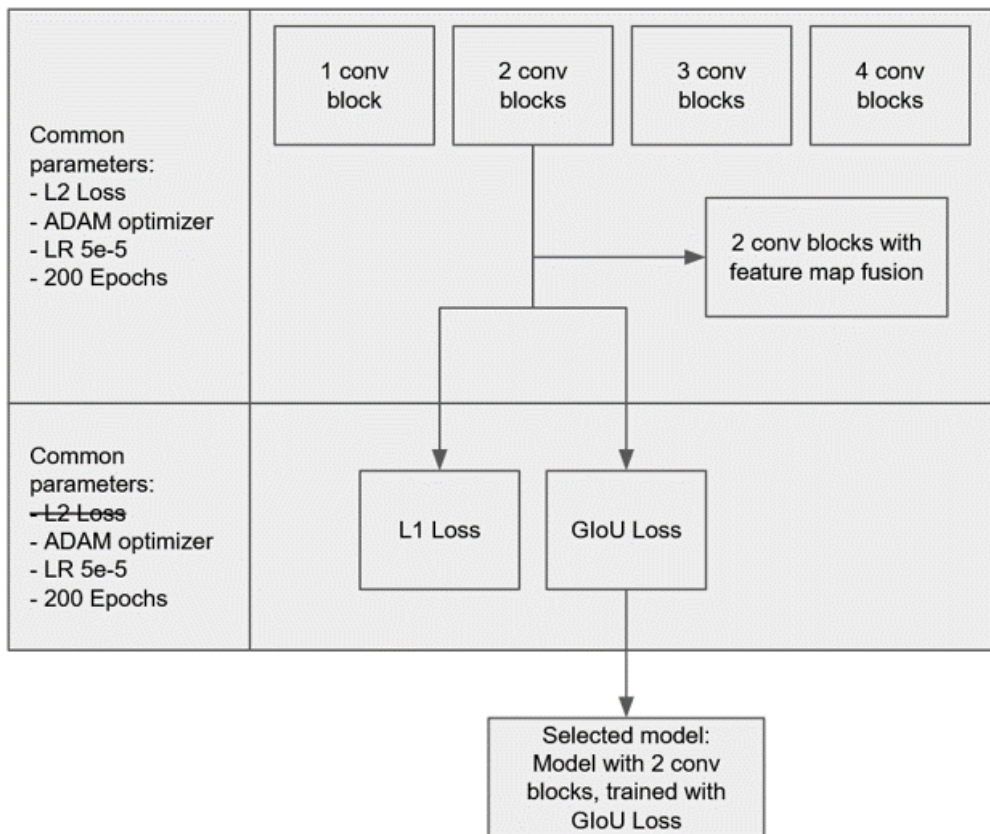 1 conv
block
2 conv
blocks
3 conv
blocks
4 conv
blocks
Common
parameters:
- L2 Loss
- ADAM optimizer
- LR 5e-5
- 200 Epochs
2 conv blocks with
feature map fusion
Common
parameters:
- L2 Loss
- ADAM optimizer
- LR 5e-5
- 200 Epochs
L1 Loss
GIoU Loss
Selected model:
Model with 2 conv
blocks, trained with
GIoU Loss